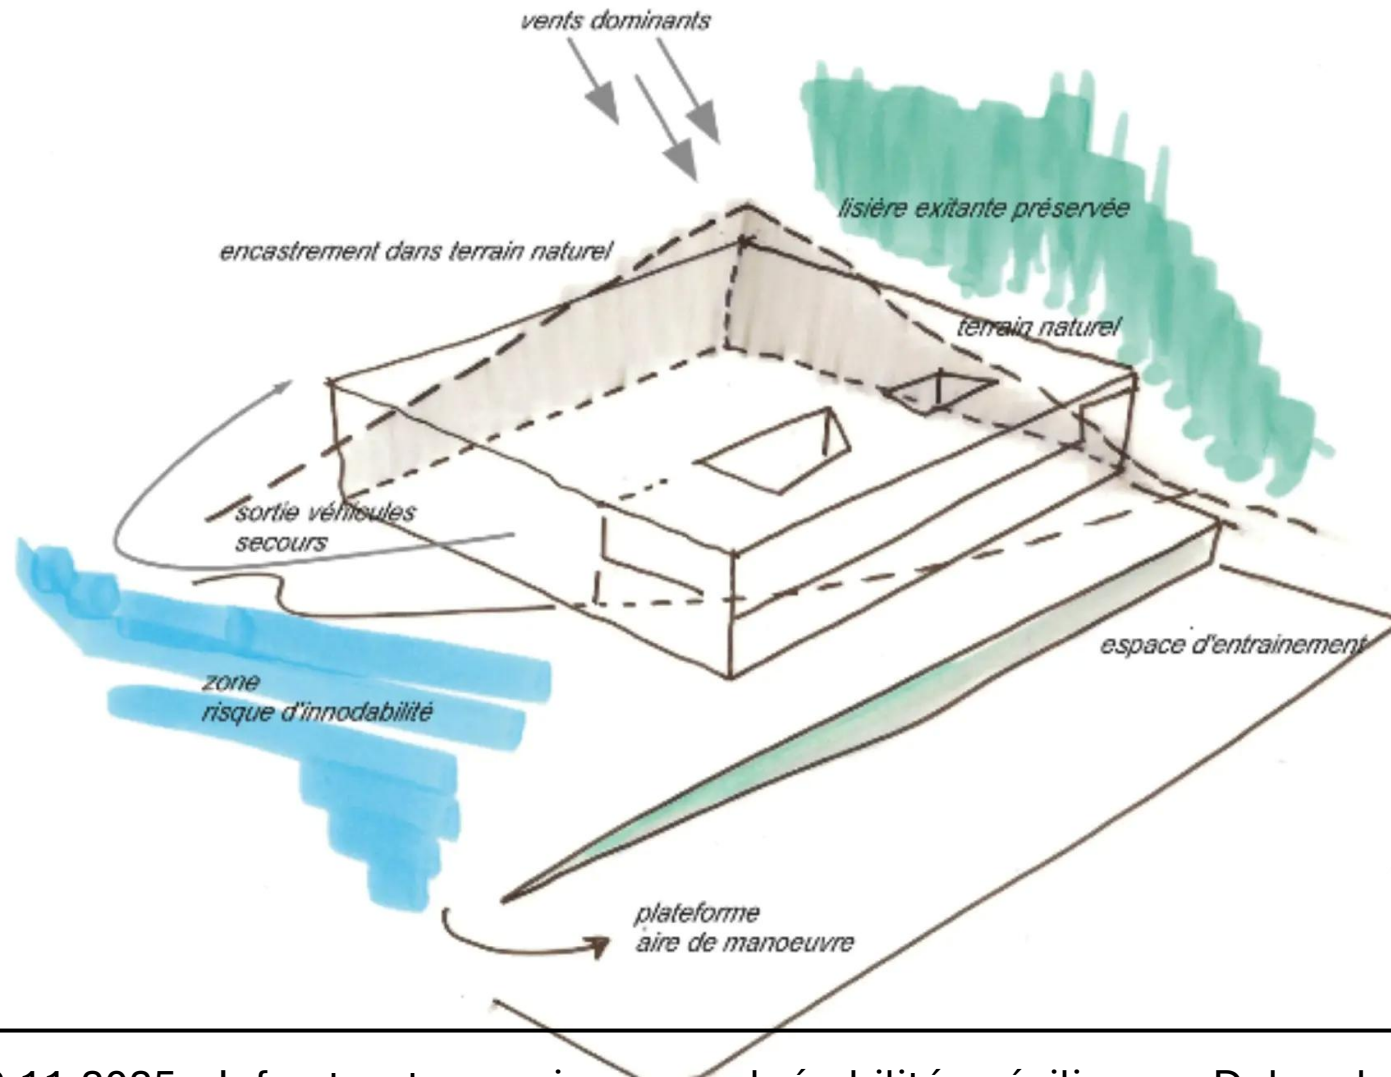 vents dominants
lisière exitante préservée
encastrement dans terrain naturel
terrain naturel
sortie véhicules
secours
zone
risque d'innodabilité
espace d'entrainement
plateforme
aire de manoeuvre